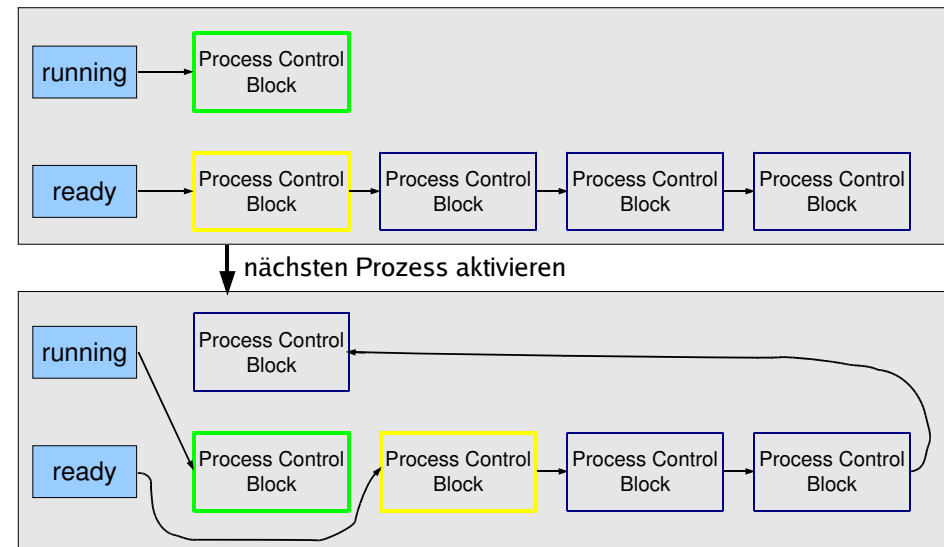 running
Process Control
Block
ready
Process Control
Block
Process Control
Block
Process Control
Block
Process Control
Block
nächsten Prozess aktivieren
running
Process Control
Block
ready
Process Control
Block
Process Control
Block
Process Control
Block
Process Control
Block